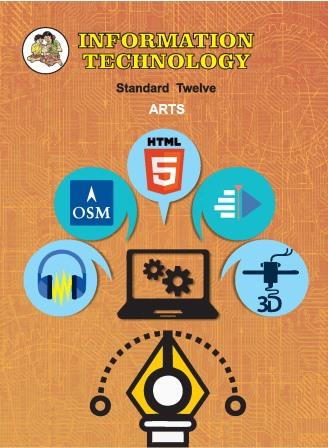 INFORMATION
TECHNOLOGY
Standard Twelve
ARTS
HTML
5
OSM
3D